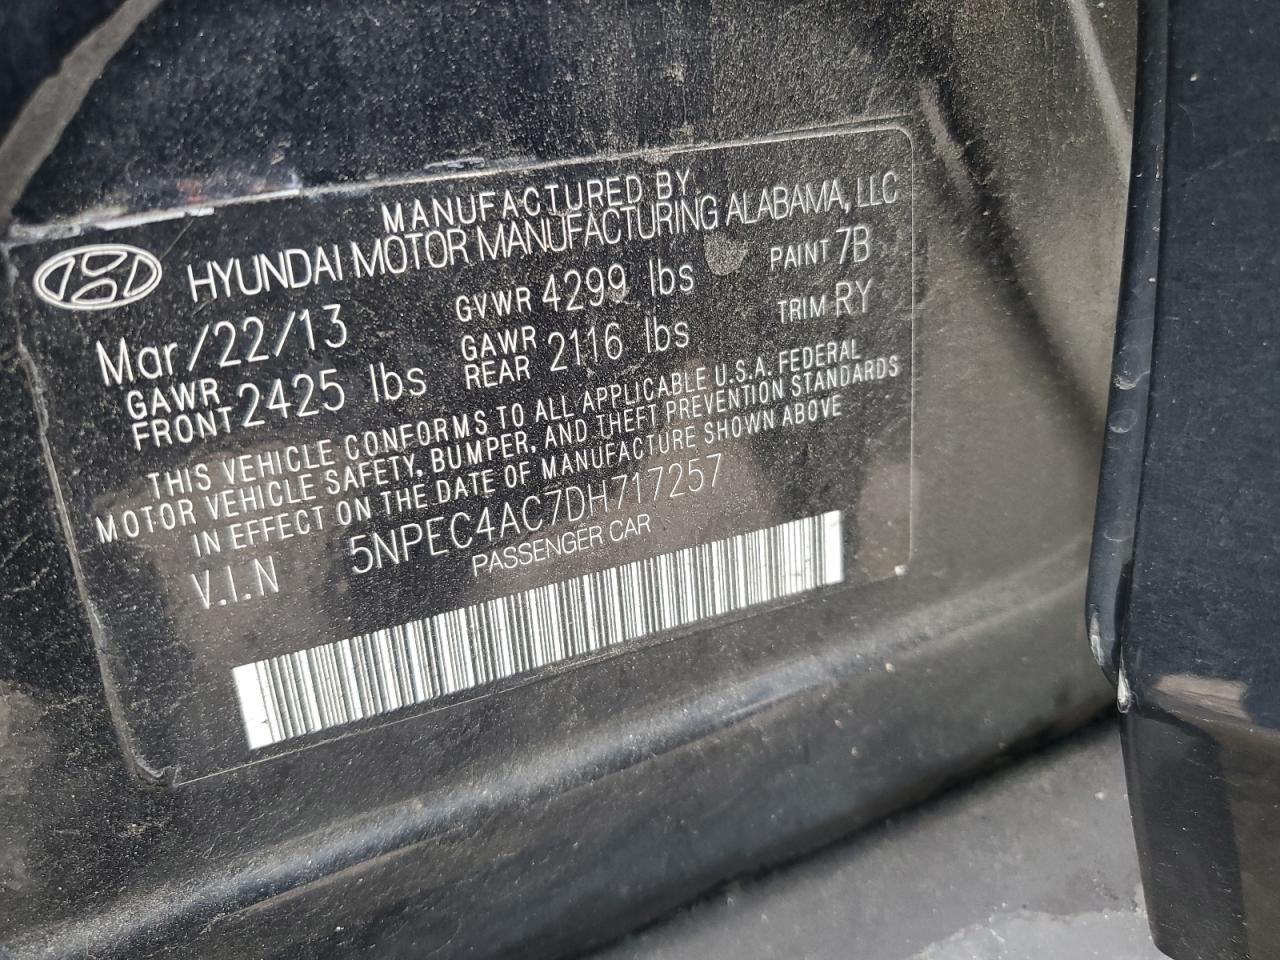 MANUFACTURED BY
HYUNDAI MOTOR MANUFACTURING ALABAMA, LLC
Mar/22/13 GVWR 4299 lbs PAINT 7B
GAWR FRONT 2425 lbs GAWR REAR 2116 lbs TRIM RY
THIS VEHICLE CONFORMS TO ALL APPLICABLE U.S.A. FEDERAL
MOTOR VEHICLE SAFETY, BUMPER, AND THEFT PREVENTION STANDARDS
IN EFFECT ON THE DATE OF MANUFACTURE SHOWN ABOVE
V.I.N 5NPEC4AC7DH717257
PASSENGER CAR